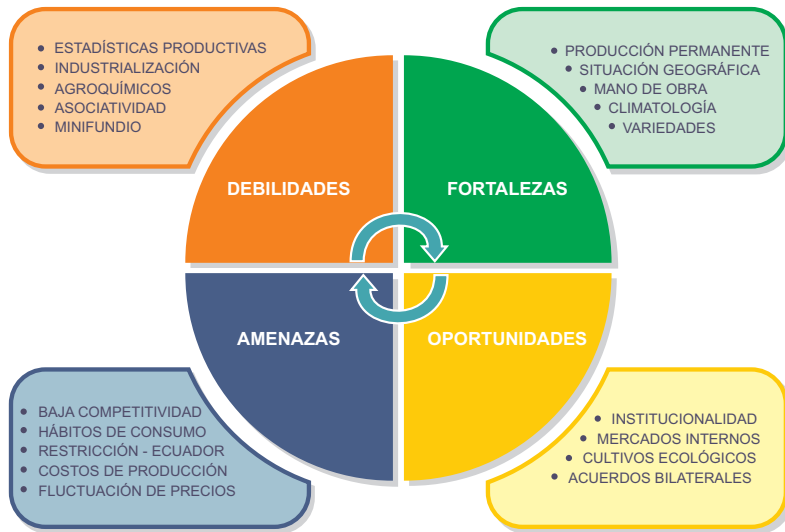 • ESTADÍSTICAS PRODUCTIVAS
• INDUSTRIALIZACIÓN
• AGROQUÍMICOS
• ASOCIATIVIDAD
• MINIFUNDIO
• PRODUCCIÓN PERMANENTE
• SITUACIÓN GEOGRÁFICA
• MANO DE OBRA
• CLIMATOLOGÍA
• VARIEDADES
DEBILIDADES
FORTALEZAS
AMENAZAS
OPORTUNIDADES
• BAJA COMPETITIVIDAD
• HÁBITOS DE CONSUMO
• RESTRICCIÓN - ECUADOR
• COSTOS DE PRODUCCIÓN
• FLUCTUACIÓN DE PRECIOS
• INSTITUCIONALIDAD
• MERCADOS INTERNOS
• CULTIVOS ECOLÓGICOS
• ACUERDOS BILATERALES